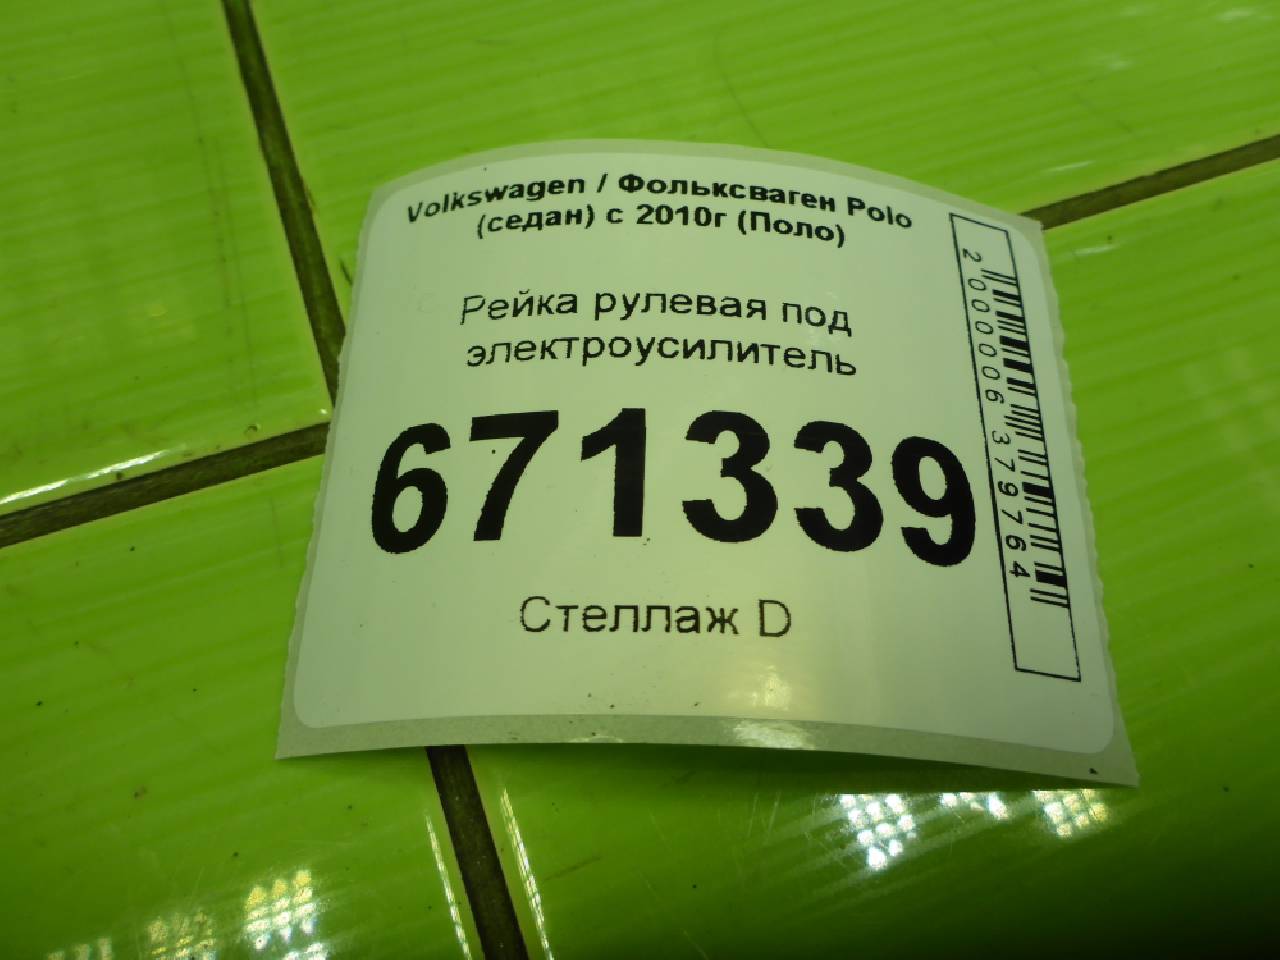 Volkswagen / Фольксваген Polo
(седан) с 2010г (Поло)
Рейка рулевая под
электроусилитель
671339
Стеллаж D
2000006379764